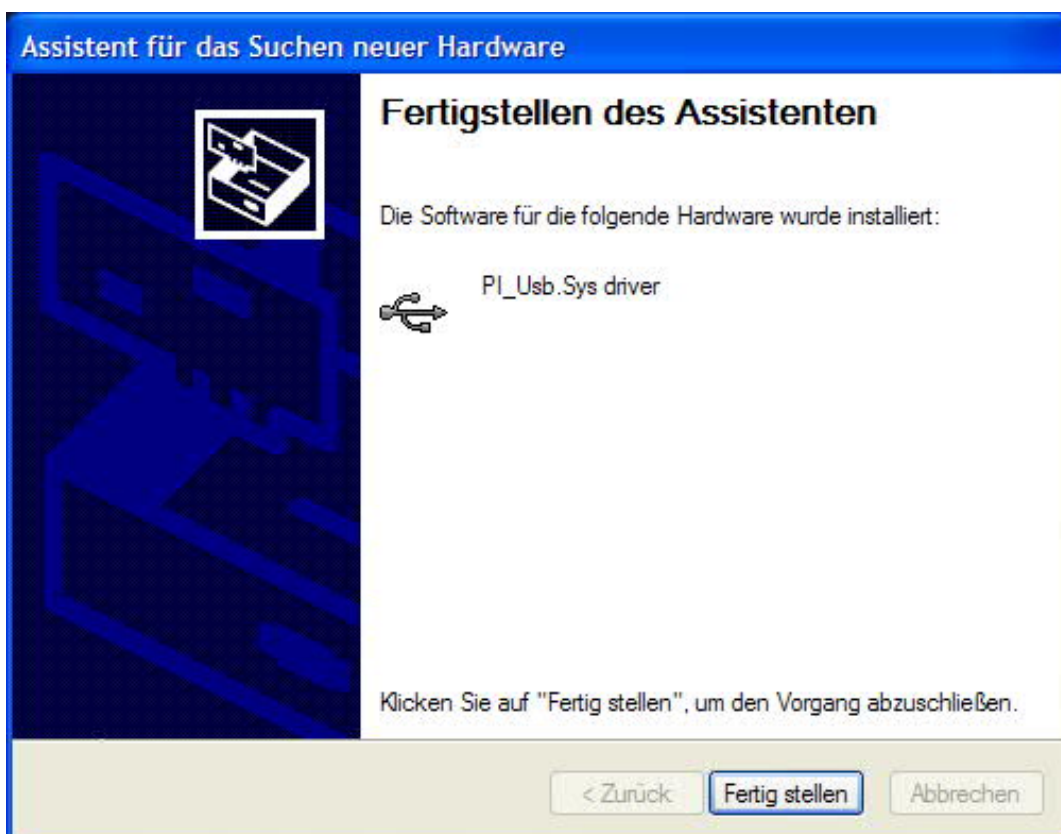 Assistent für das Suchen neuer Hardware
Fertigstellen des Assistenten
Die Software für die folgende Hardware wurde installiert:
PI_Usb.Sys driver
Klicken Sie auf "Fertig stellen", um den Vorgang abzuschließen.
< Zurück
Fertig stellen
Abbrechen